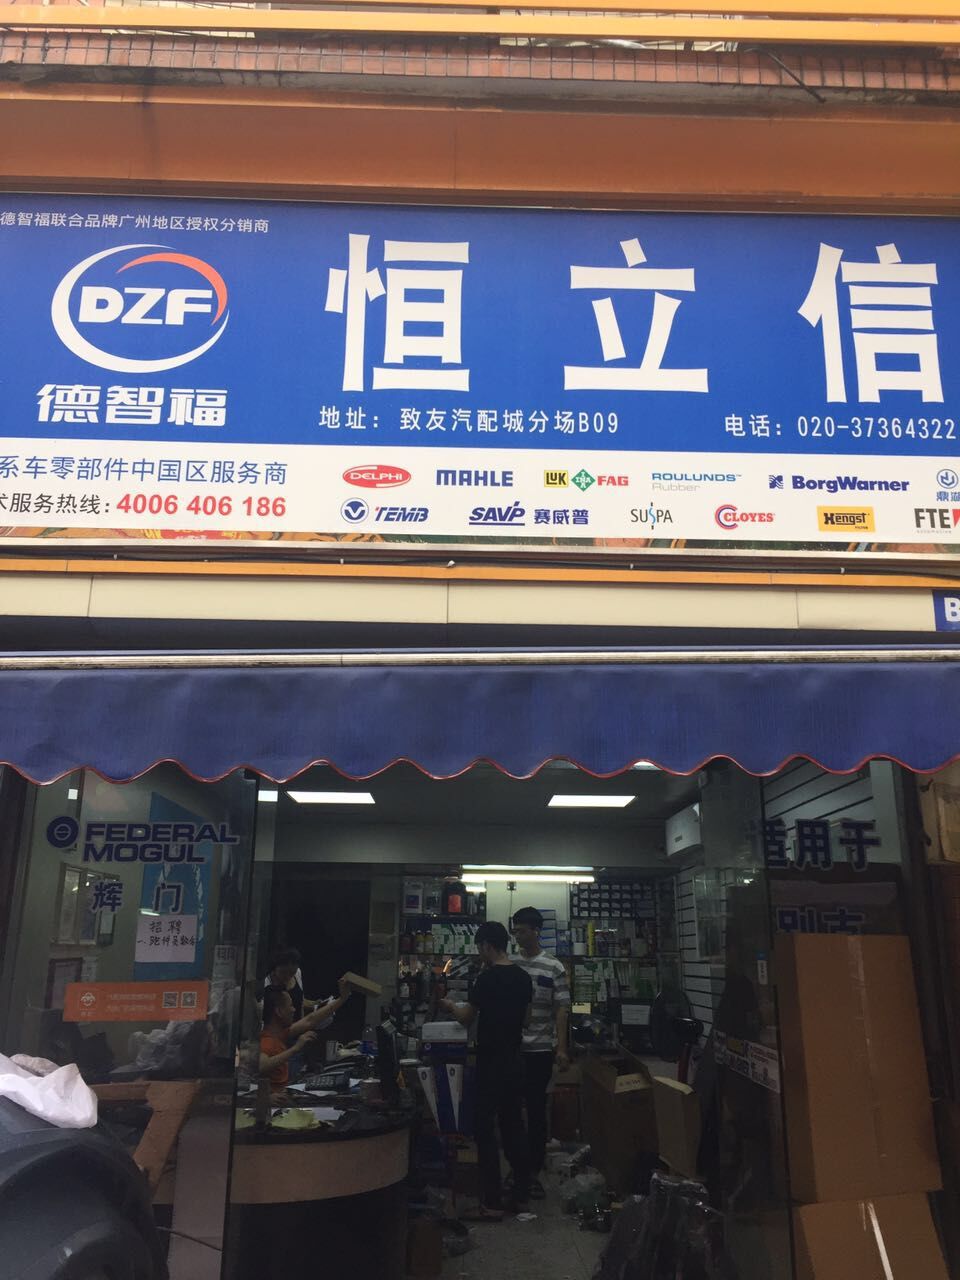 德智福联合品牌广州地区授权分销商
DZF
德智福
恒立信
地址：致友汽配城分场B09
电话：020-37364322
系车零部件中国区服务商
术服务热线：4006 406 186
DELPHI MAHLE LUK INA FAG ROULUNDS Rubber BorgWarner
TEMB SAVP 赛威普 SUSPA CLOYES Hengst FTE automotive
B
FEDERAL
MOGUL
辉门
招聘
适用于